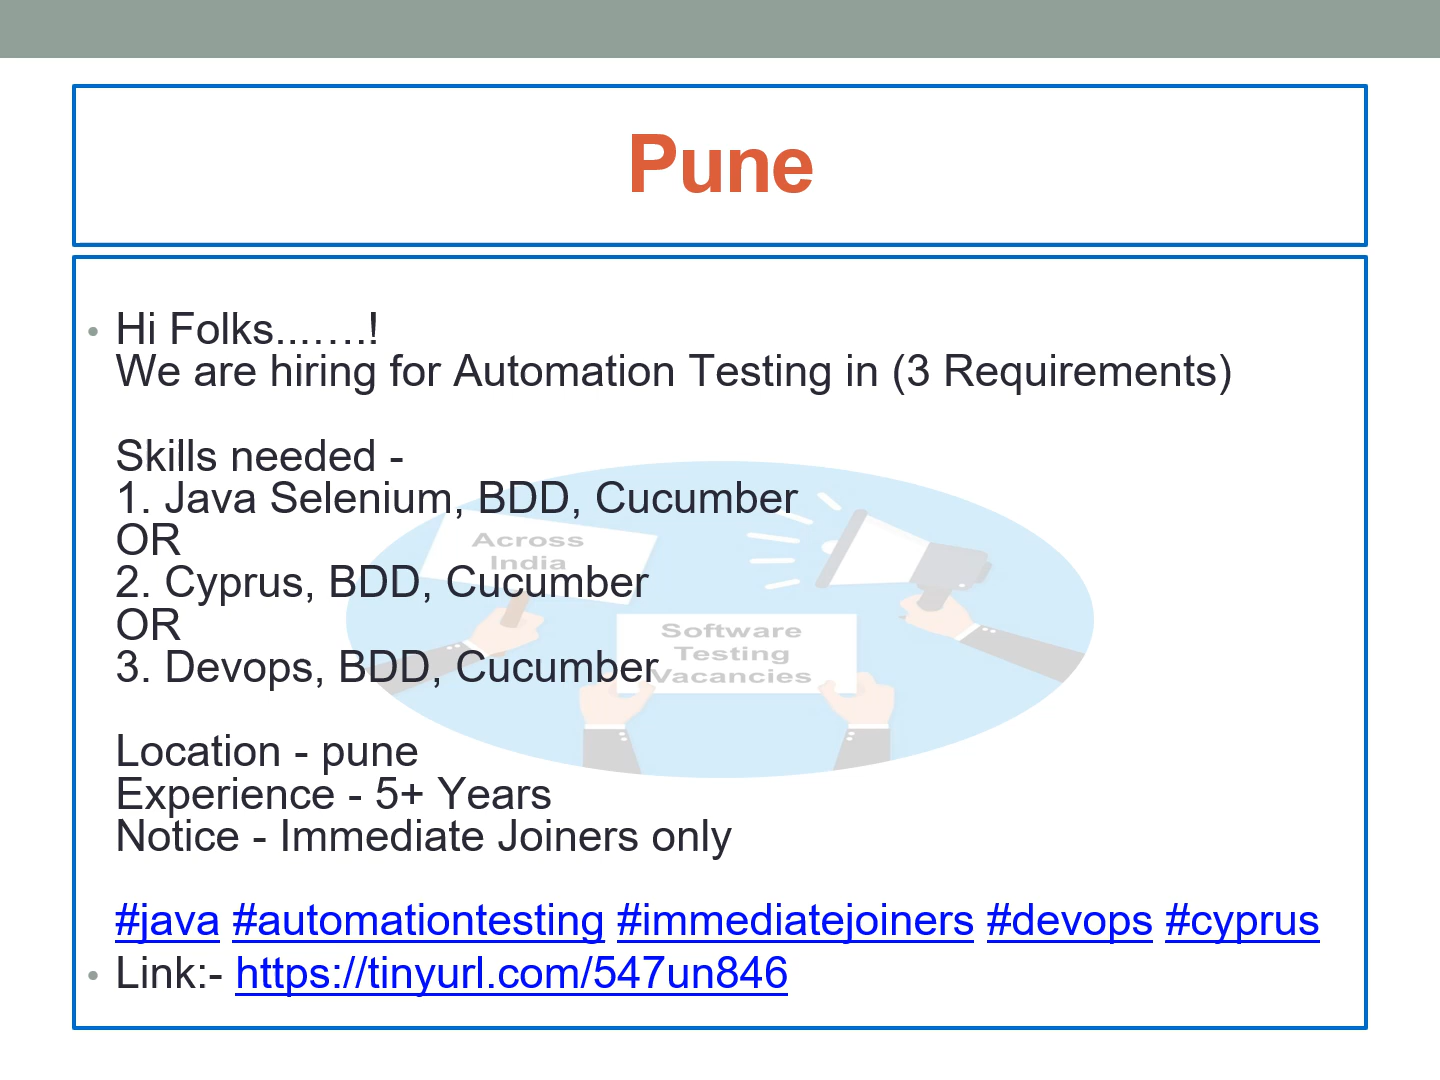 Pune
Hi Folks...….!
We are hiring for Automation Testing in (3 Requirements)
Skills needed -
1. Java Selenium, BDD, Cucumber
OR
2. Cyprus, BDD, Cucumber
OR
3. Devops, BDD, Cucumber
Across
India
Software
Testing
Vacancies
Location - pune
Experience - 5+ Years
Notice - Immediate Joiners only
#java #automationtesting #immediatejoiners #devops #cyprus
Link:- https://tinyurl.com/547un846